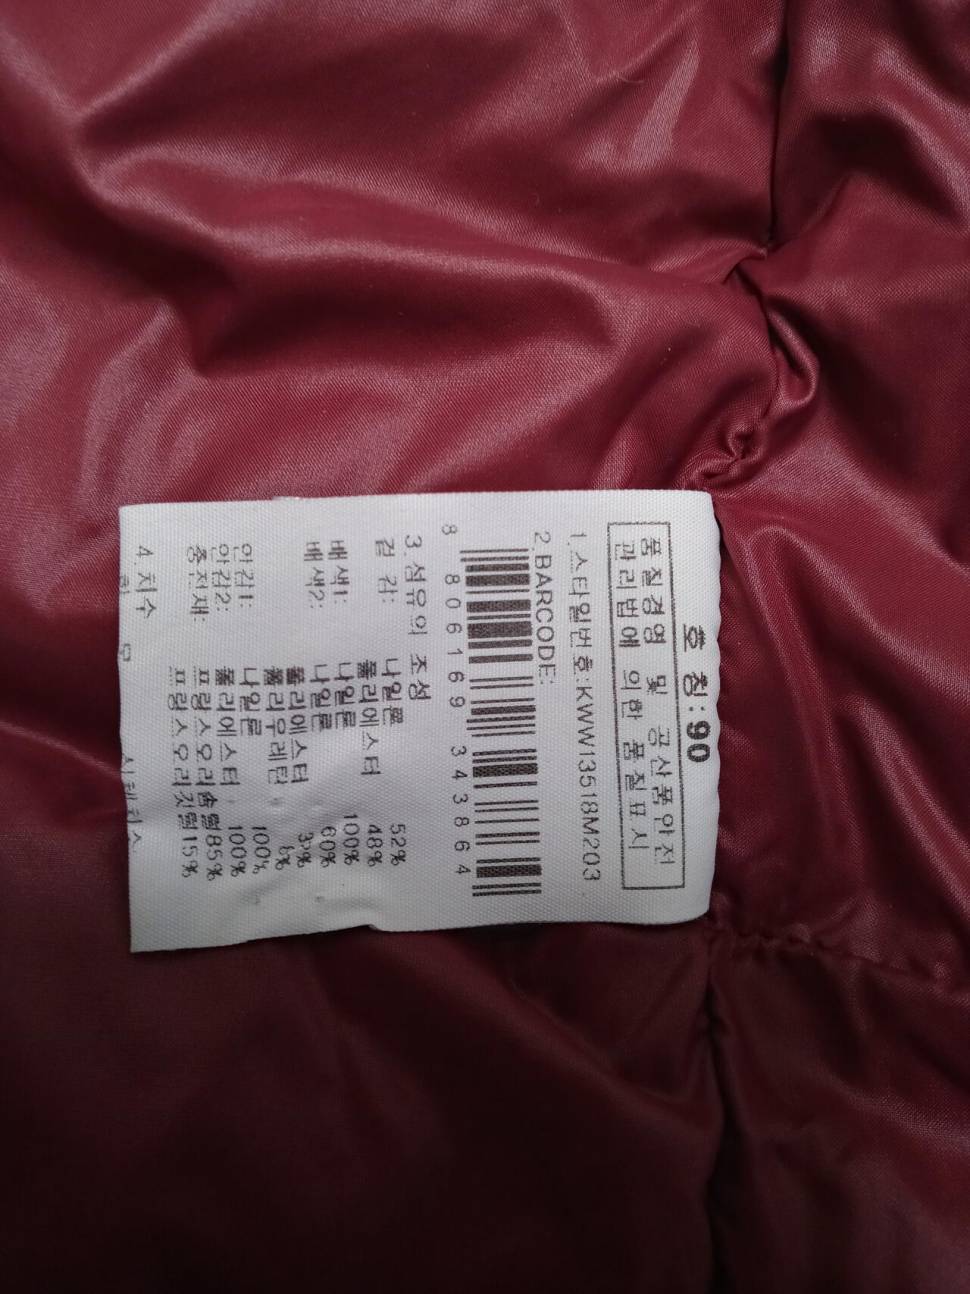 호 칭: 90
품질경영 및 공산품안전
관리법에 의한 품질표시
1.스타일번호:KWW13518M203
2.BARCODE:
8 806169 343864
3.섬유의 조성
겉 감: 나일론 52%
폴리에스터 48%
배색1: 나일론 100%
배색2: 나일론 60%
폴리에스터
폴리우레탄
안감1: 나일론 100%
안감2: 폴리에스터 100%
충전재: 프랑스오리솜털85%
프랑스오리깃털15%
4.치수